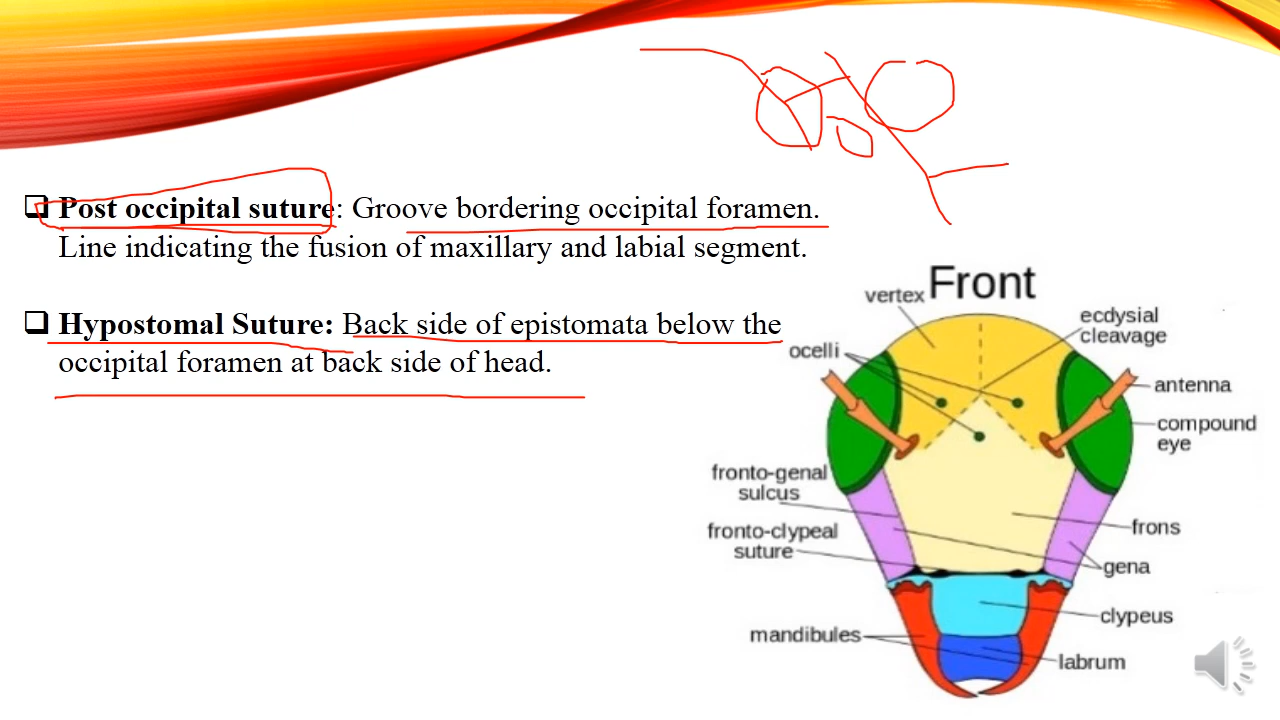 Post occipital suture: Groove bordering occipital foramen.
Line indicating the fusion of maxillary and labial segment.
Hypostomal Suture: Back side of epistomata below the
occipital foramen at back side of head.
Front
vertex
ecdysial
cleavage
ocelli
antenna
compound
eye
fronto-genal
sulcus
fronto-clypeal
suture
frons
gena
clypeus
mandibules
labrum